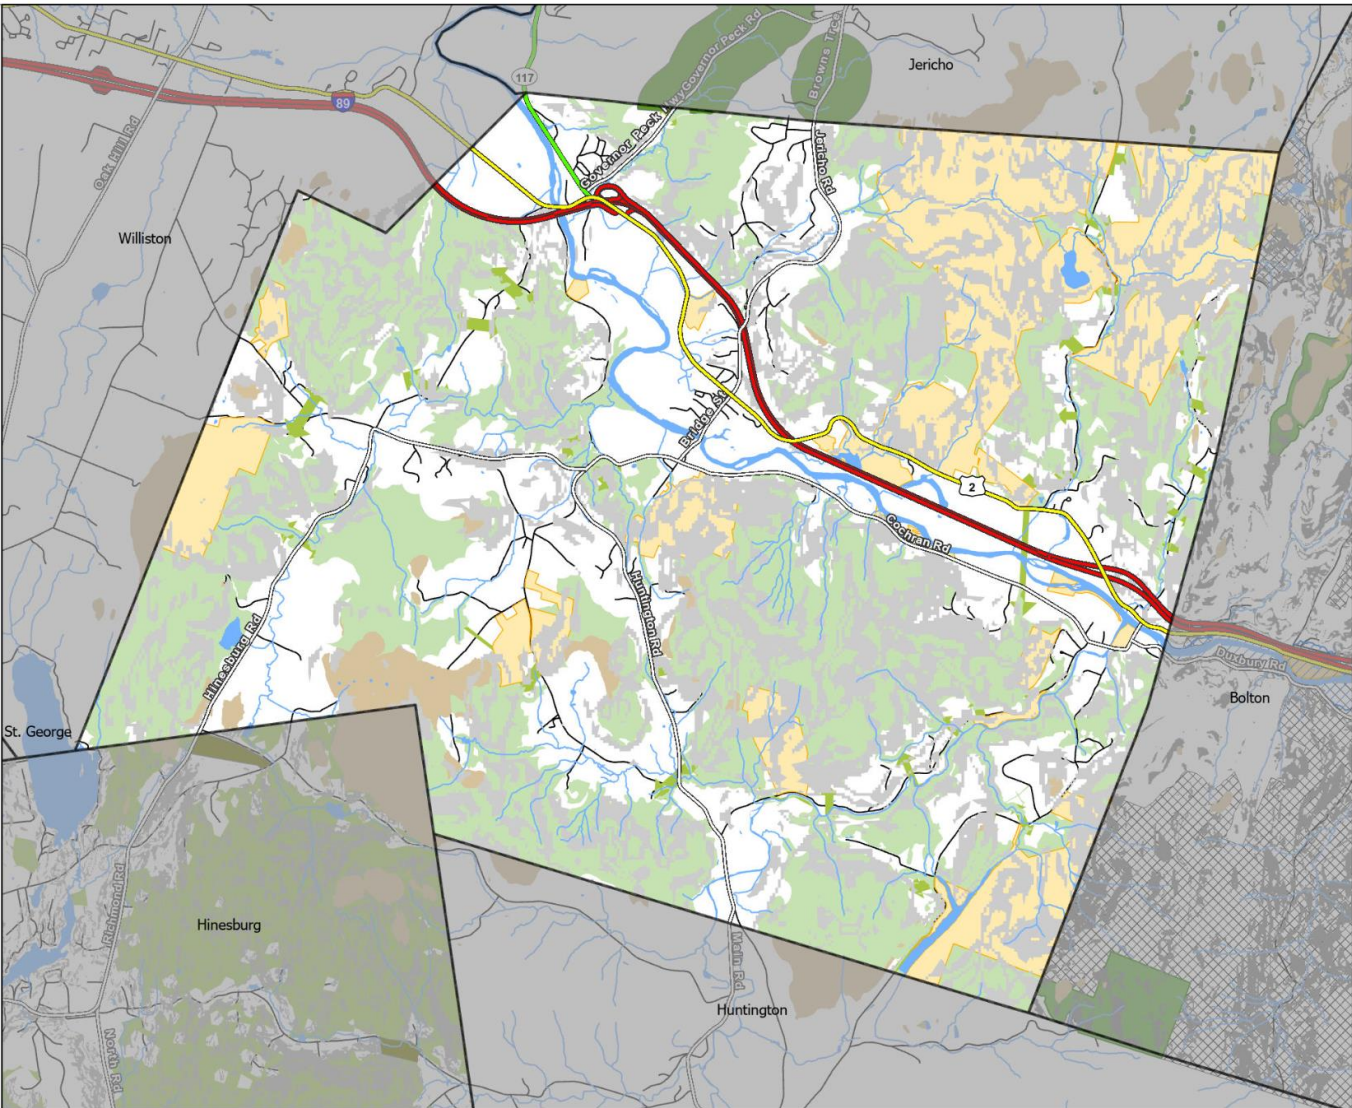 117
Governor Peck Rd
Hwy
Browns Trce
Jericho
89
Oak Hill Rd
Governor Peck
Jericho Rd
Williston
Bridge St
2
Cochran Rd
Huntington Rd
Hinesburg Rd
Duxbury Rd
Bolton
St. George
Richmond Rd
Hinesburg
Main Rd
Huntington
North Rd